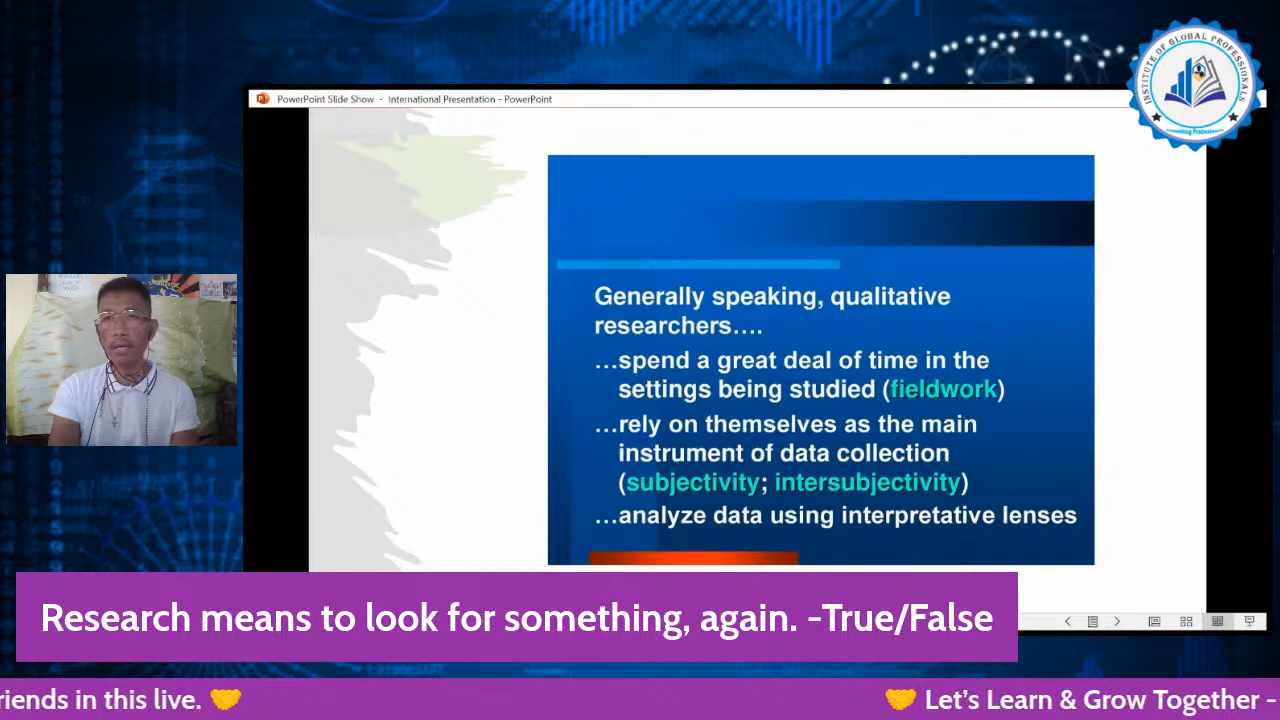 INSTITUTE OF GLOBAL PROFESSIONALS
PowerPoint Slide Show - International Presentation - PowerPoint
Generally speaking, qualitative
researchers….
…spend a great deal of time in the
settings being studied (fieldwork)
…rely on themselves as the main
instrument of data collection
(subjectivity; intersubjectivity)
…analyze data using interpretative lenses
Research means to look for something, again. -True/False
riends in this live. 🤝
🤝 Let's Learn & Grow Together -